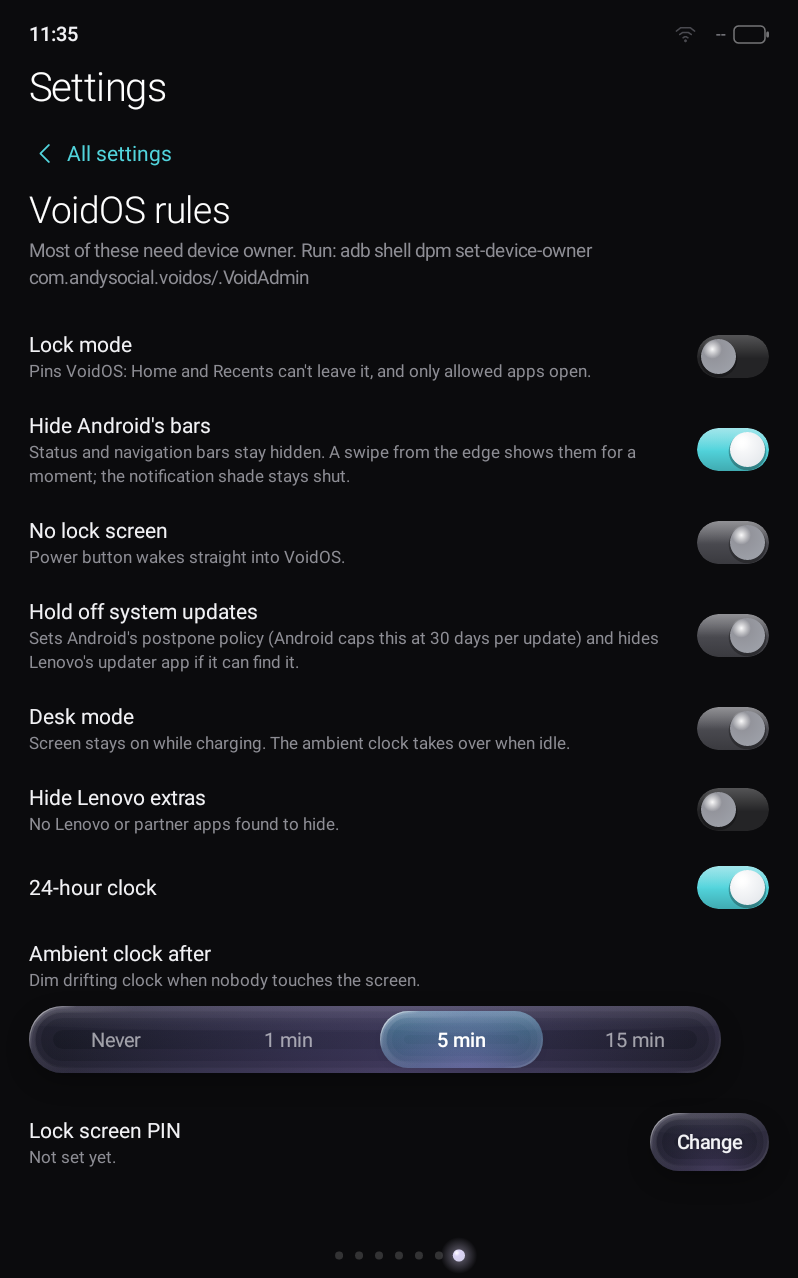 11:35
--
Settings
All settings
VoidOS rules
Most of these need device owner. Run: adb shell dpm set-device-owner
com.andysocial.voidos/.VoidAdmin
Lock mode
Pins VoidOS: Home and Recents can't leave it, and only allowed apps open.
Hide Android's bars
Status and navigation bars stay hidden. A swipe from the edge shows them for a
moment; the notification shade stays shut.
No lock screen
Power button wakes straight into VoidOS.
Hold off system updates
Sets Android's postpone policy (Android caps this at 30 days per update) and hides
Lenovo's updater app if it can find it.
Desk mode
Screen stays on while charging. The ambient clock takes over when idle.
Hide Lenovo extras
No Lenovo or partner apps found to hide.
24-hour clock
Ambient clock after
Dim drifting clock when nobody touches the screen.
Never 1 min 5 min 15 min
Lock screen PIN
Change
Not set yet.